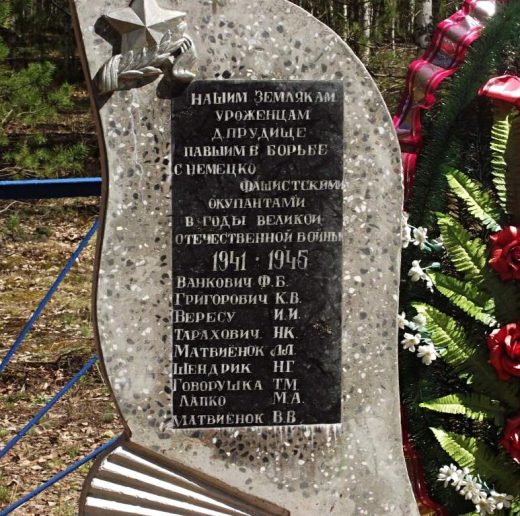 НАШИМ ЗЕМЛЯКАМ
УРОЖЕНЦАМ
Д.ПРУДИЩЕ
ПАВШИМ В БОРЬБЕ
С НЕМЕЦКО
ФАШИСТСКИМИ
ОКУПАНТАМИ
В ГОДЫ ВЕЛИКОЙ
ОТЕЧЕСТВЕННОЙ ВОЙНЫ
1941 - 1945
ВАНКОВИЧ Ф.Б.
ГРИГОРОВИЧ К.В.
ВЕРЕСУ И.И.
ТАРАХОВИЧ Н.К.
МАТВИЁНОК Л.Л.
ШЕНДРИК Н.Г.
ГОВОРУШКА Т.М.
ЛАПКО М.А.
МАТВИЁНОК В.В.